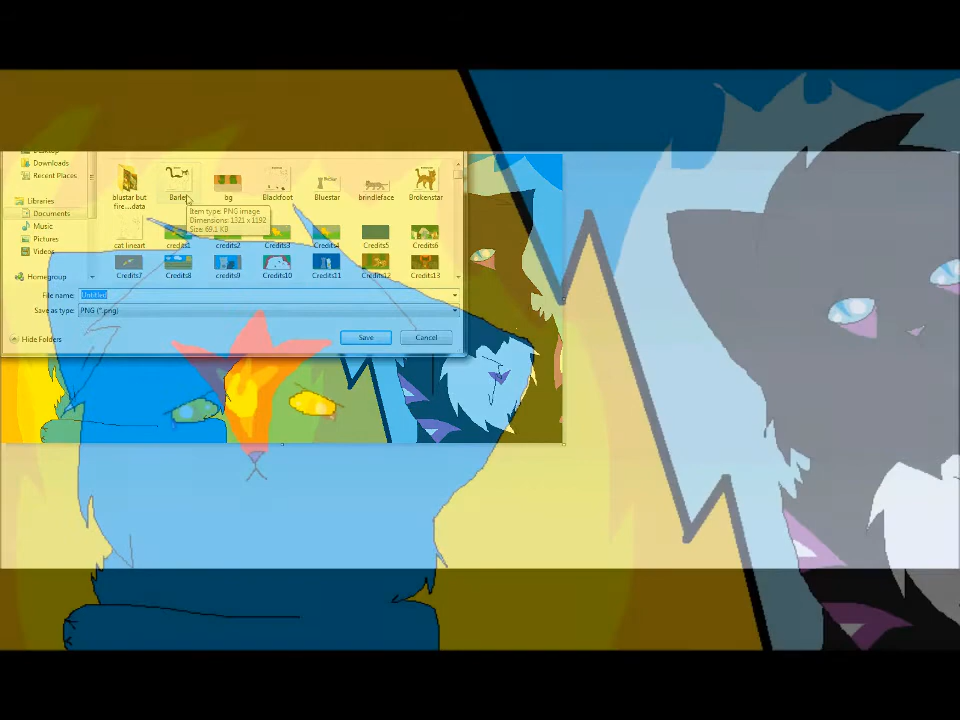 Desktop
Downloads
Recent Places
Libraries
Documents
Music
Pictures
Videos
Homegroup
blustar but fire...data
Barley
bg
Blackfoot
Bluestar
brindleface
Brokenstar
Item type: PNG image
Dimensions: 1321 x 1192
Size: 69.1 KB
cat lineart
credits1
credits2
Credits3
Credits4
Credits5
Credits6
Credits7
Credits8
credits9
Credits10
Credits11
Credits12
Credits13
File name: Untitled
Save as type: PNG (*.png)
Hide Folders
Save
Cancel